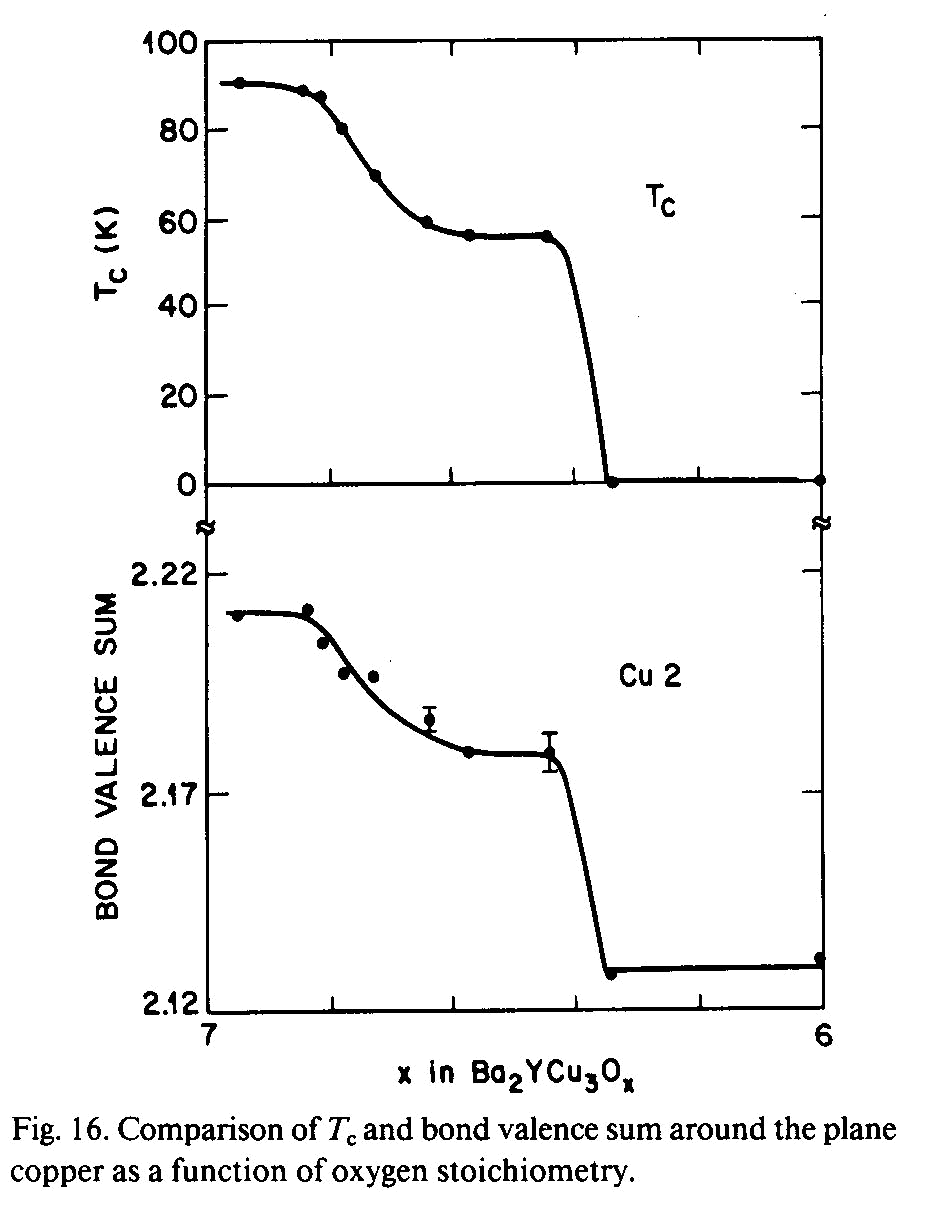 100
80
60
40
20
0
Tc (K)
Tc
2.22
2.17
2.12
BOND VALENCE SUM
Cu 2
7
6
x in Ba2YCu3Ox
Fig. 16. Comparison of Tc and bond valence sum around the plane
copper as a function of oxygen stoichiometry.